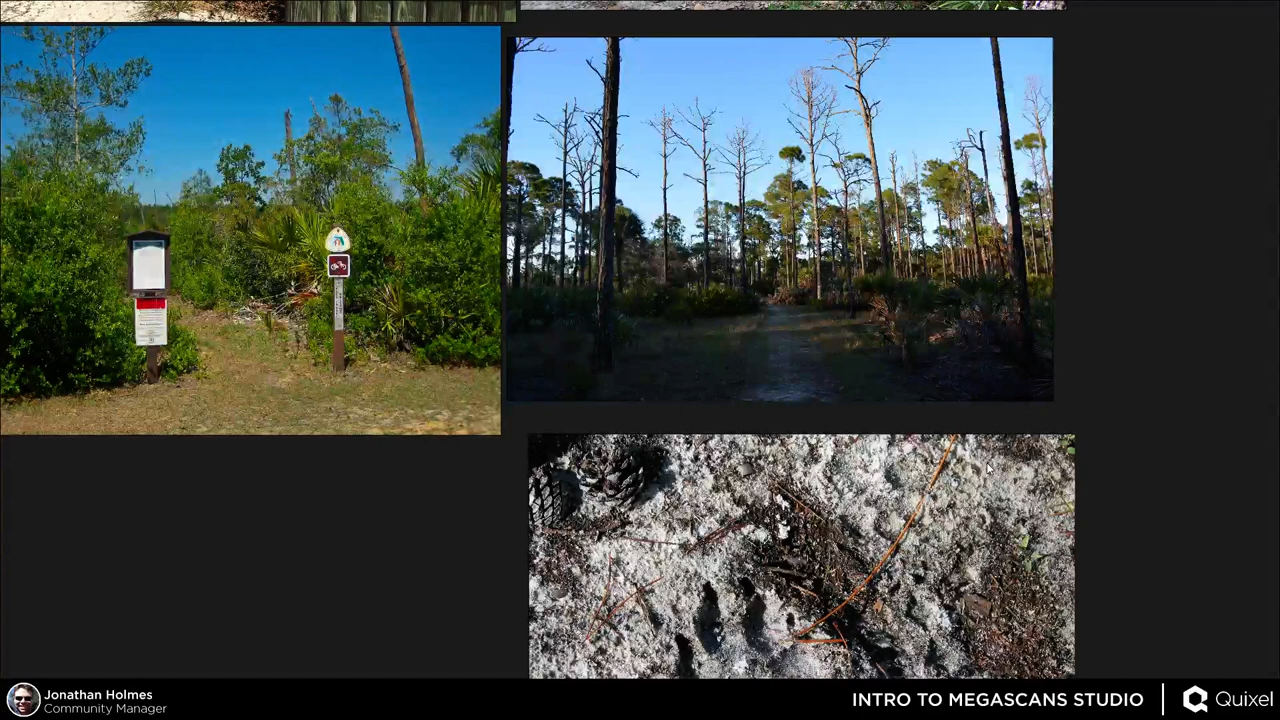 Jonathan Holmes
Community Manager
INTRO TO MEGASCANS STUDIO
Quixel